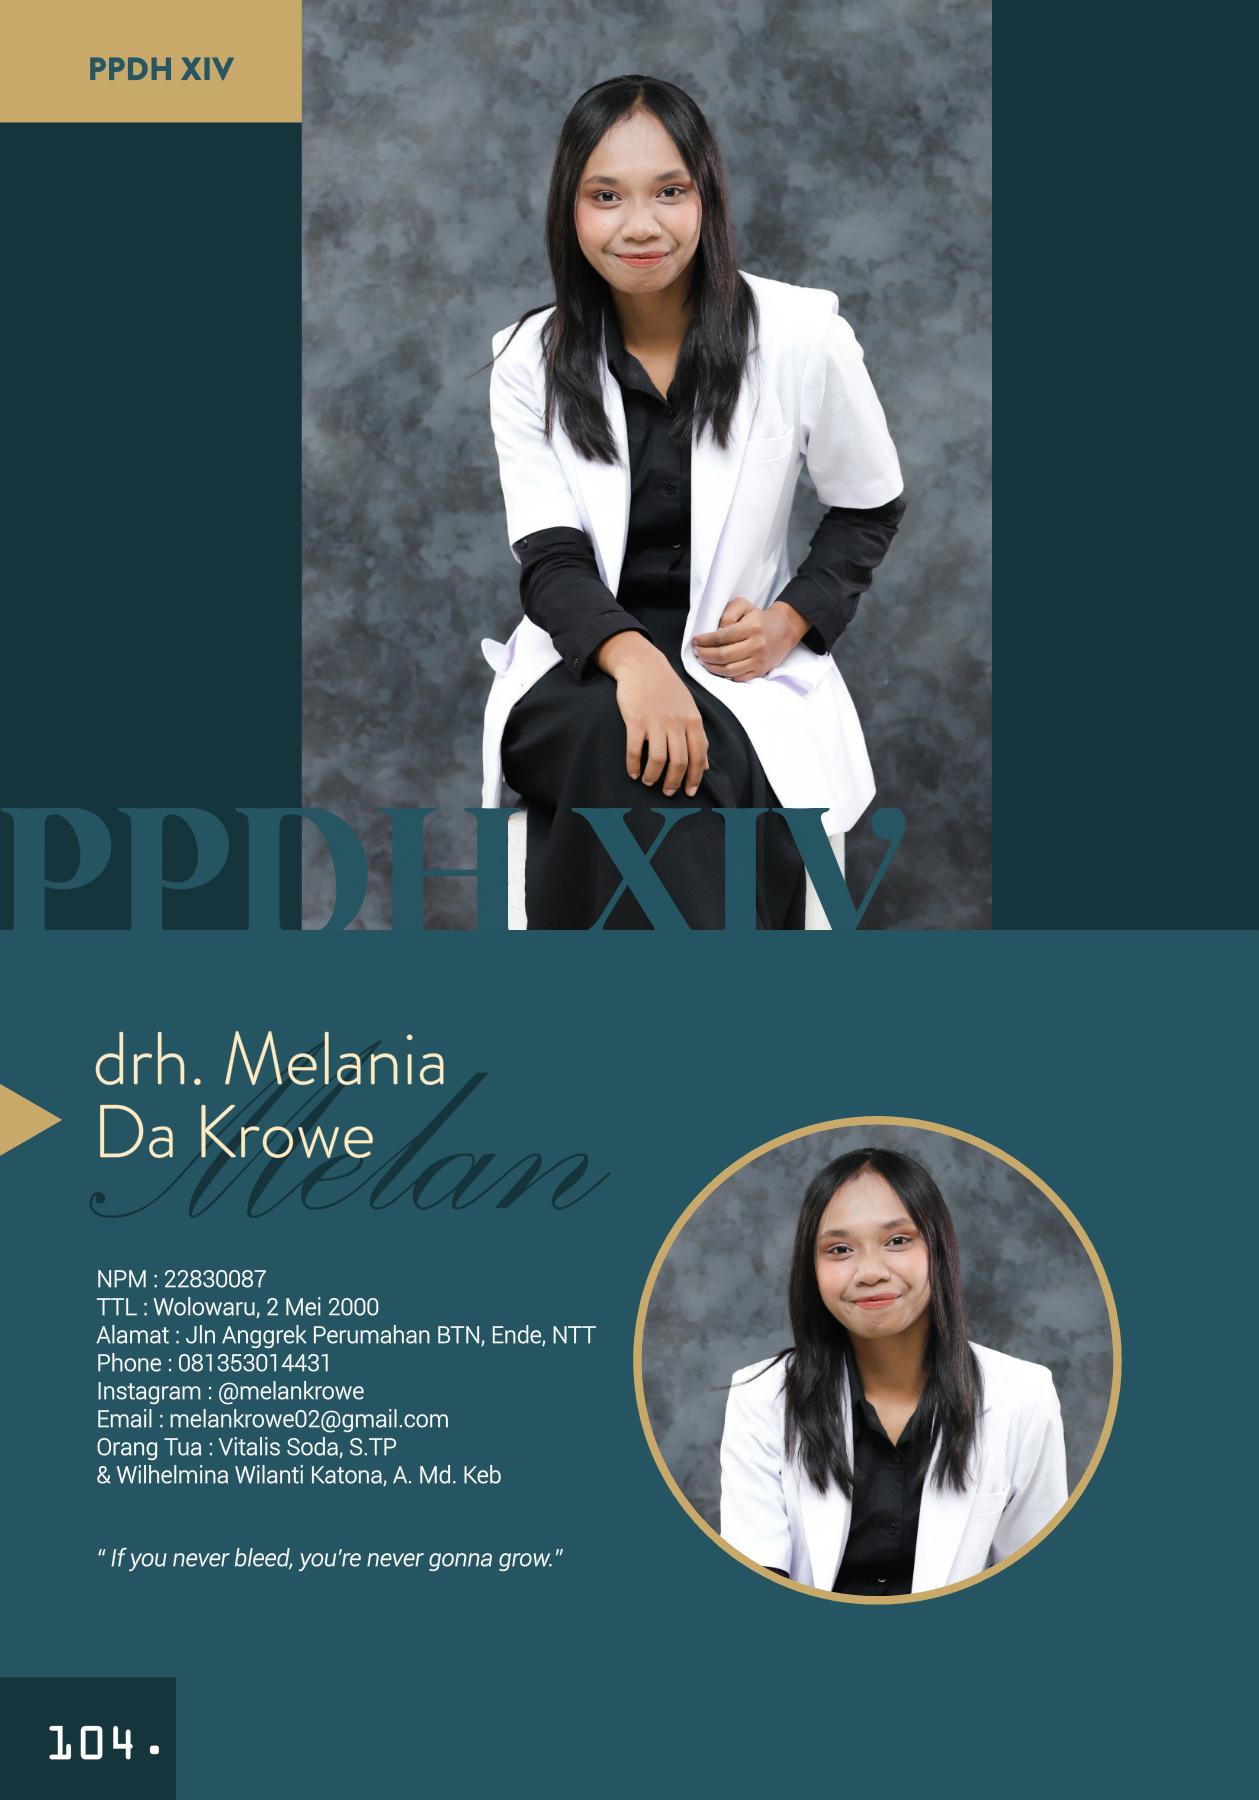 PPDH XIV
PPDH XIV
drh. Melania
Da Krowe
Melan
NPM : 22830087
TTL : Wolowaru, 2 Mei 2000
Alamat : Jln Anggrek Perumahan BTN, Ende, NTT
Phone : 081353014431
Instagram : @melankrowe
Email : melankrowe02@gmail.com
Orang Tua : Vitalis Soda, S.TP
& Wilhelmina Wilanti Katona, A. Md. Keb
“ If you never bleed, you're never gonna grow.”
104.